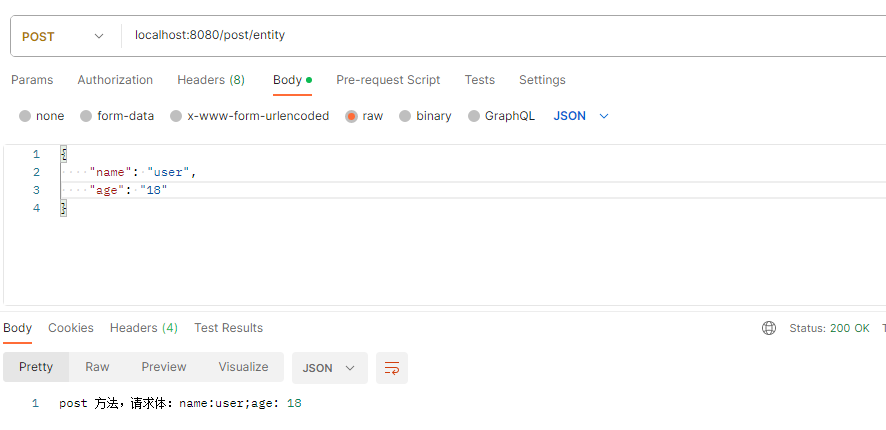 POST localhost:8080/post/entity
Params Authorization Headers (8) Body Pre-request Script Tests Settings
none form-data x-www-form-urlencoded raw binary GraphQL JSON
1 {
2 "name": "user",
3 "age": "18"
4 }
Body Cookies Headers (4) Test Results Status: 200 OK T
Pretty Raw Preview Visualize JSON
1 post 方法，请求体：name:user;age: 18